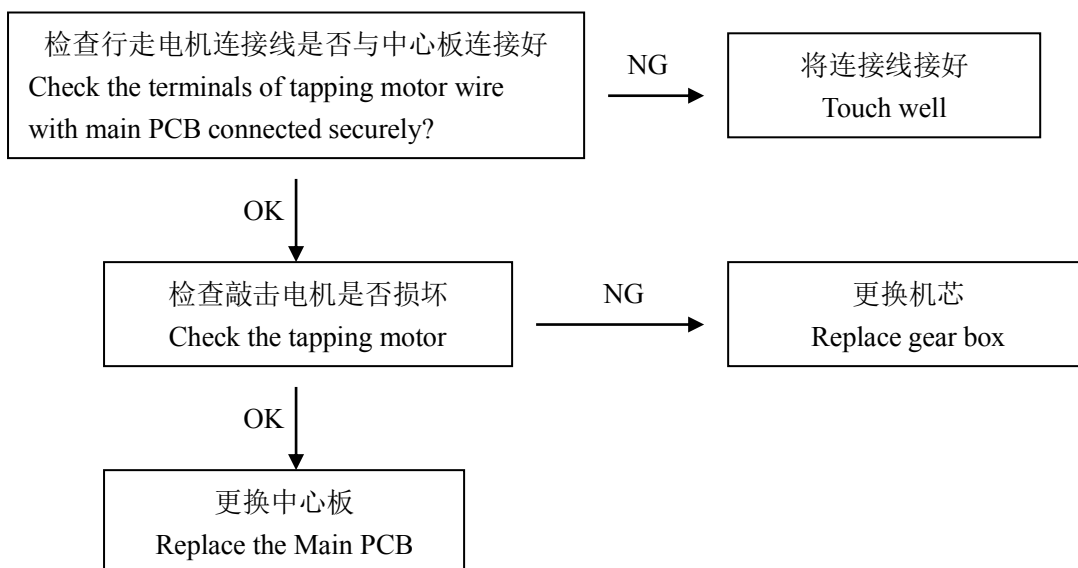 检查行走电机连接线是否与中心板连接好
Check the terminals of tapping motor wire
with main PCB connected securely?
NG
将连接线接好
Touch well
OK
检查敲击电机是否损坏
Check the tapping motor
NG
更换机芯
Replace gear box
OK
更换中心板
Replace the Main PCB